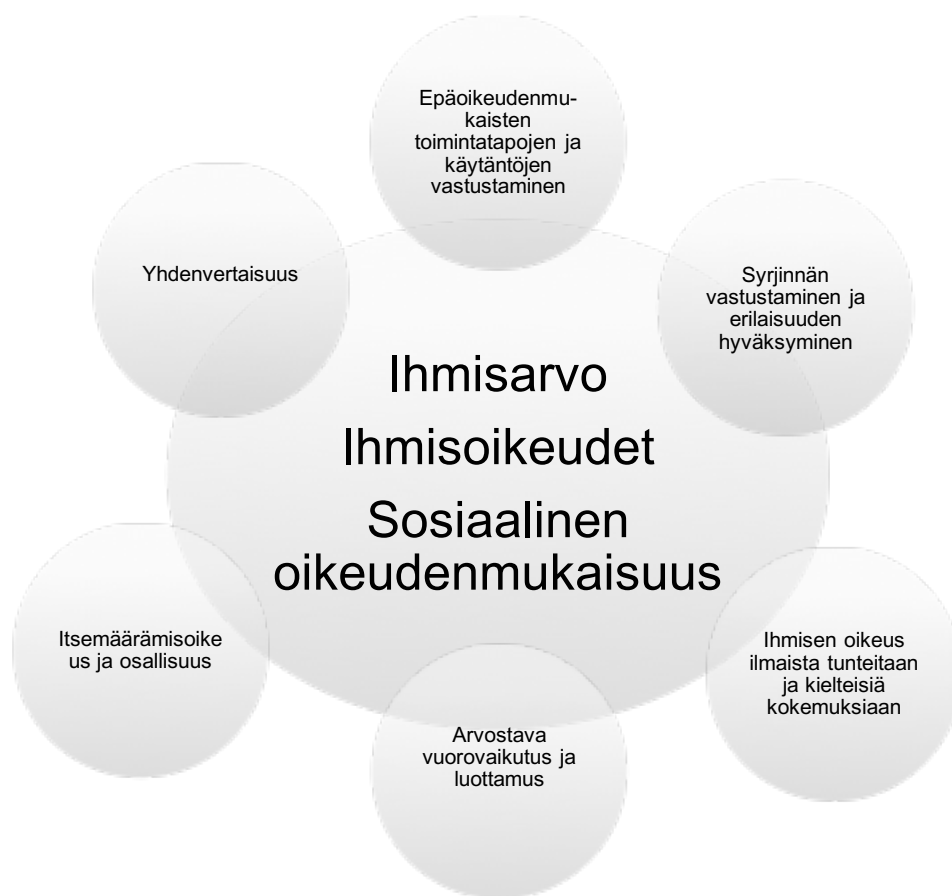 Epäoikeudenmu-
kaisten
toimintatapojen ja
käytäntöjen
vastustaminen
Yhdenvertaisuus
Syrjinnän
vastustaminen ja
erilaisuuden
hyväksyminen
Ihmisarvo
Ihmisoikeudet
Sosiaalinen
oikeudenmukaisuus
Itsemäärämisoike
us ja osallisuus
Ihmisen oikeus
ilmaista tunteitaan
ja kielteisiä
kokemuksiaan
Arvostava
vuorovaikutus ja
luottamus